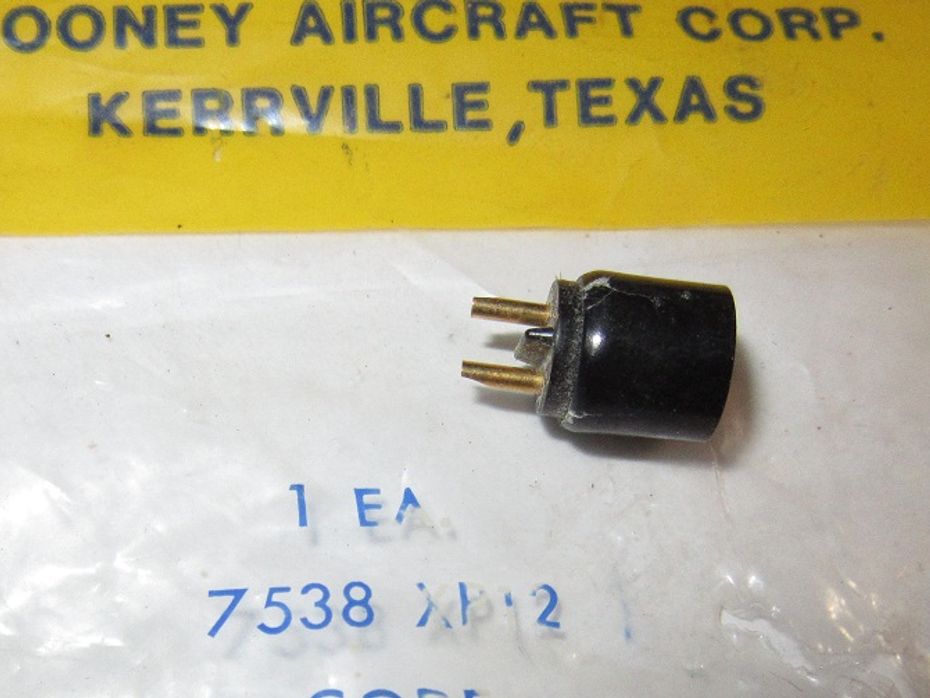 OONEY AIRCRAFT CORP.
KERRVILLE, TEXAS
1 EA.
7538 XP12